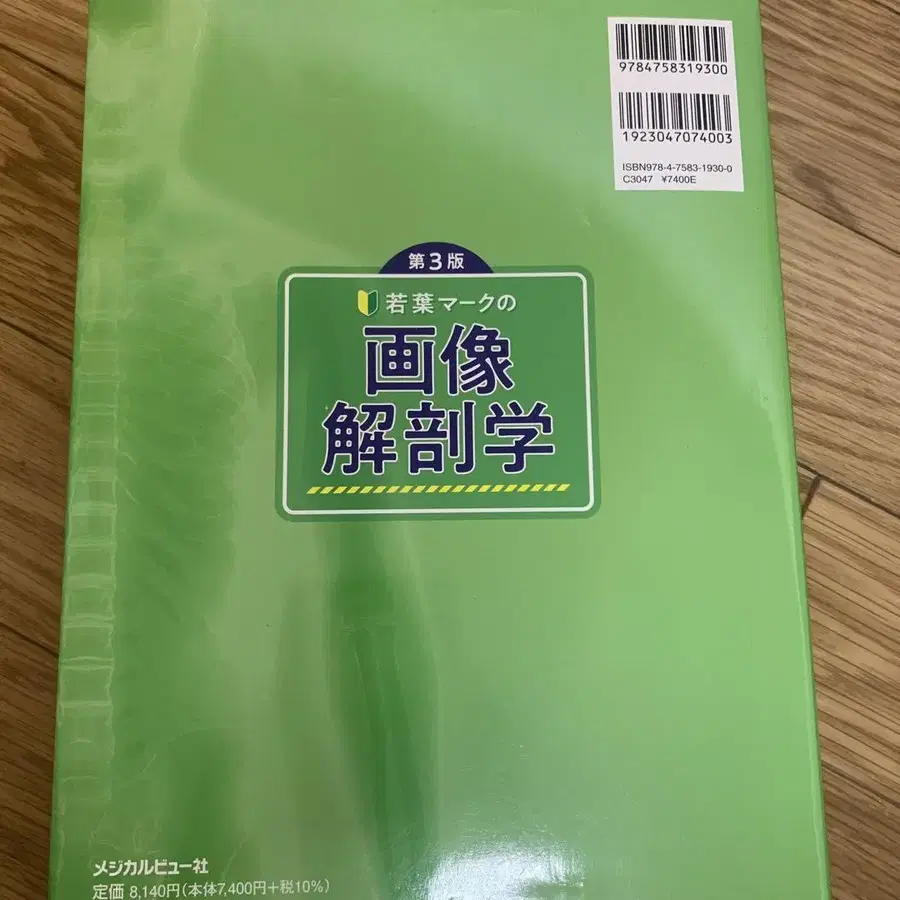 9784758319300
1923047074003
ISBN978-4-7583-1930-0
C3047 ¥7400E
第3版
若葉マークの
画像
解剖学
メジカルビュー社
定価 8,140円(本体7,400円+税10%)